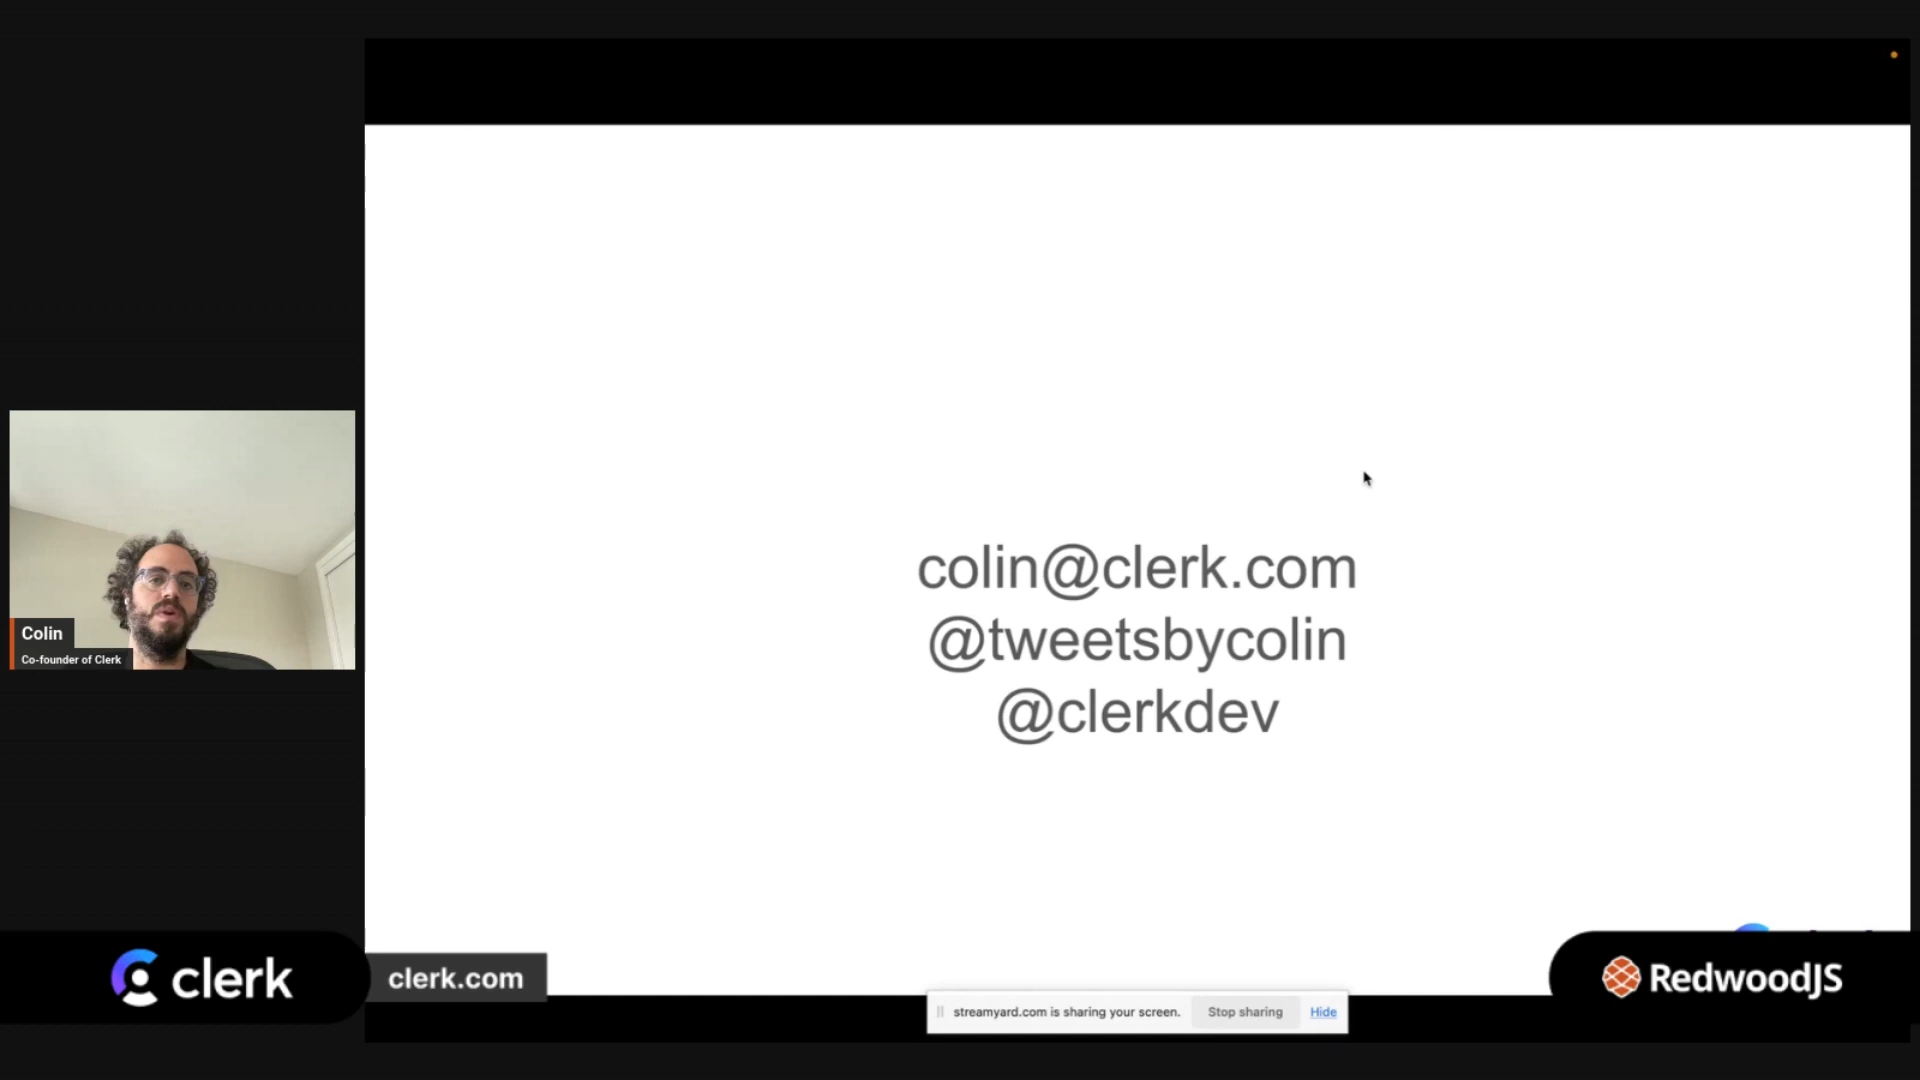 colin@clerk.com
@tweetsbycolin
@clerkdev
Colin
Co-founder of Clerk
clerk
clerk.com
streamyard.com is sharing your screen.
Stop sharing
Hide
RedwoodJS